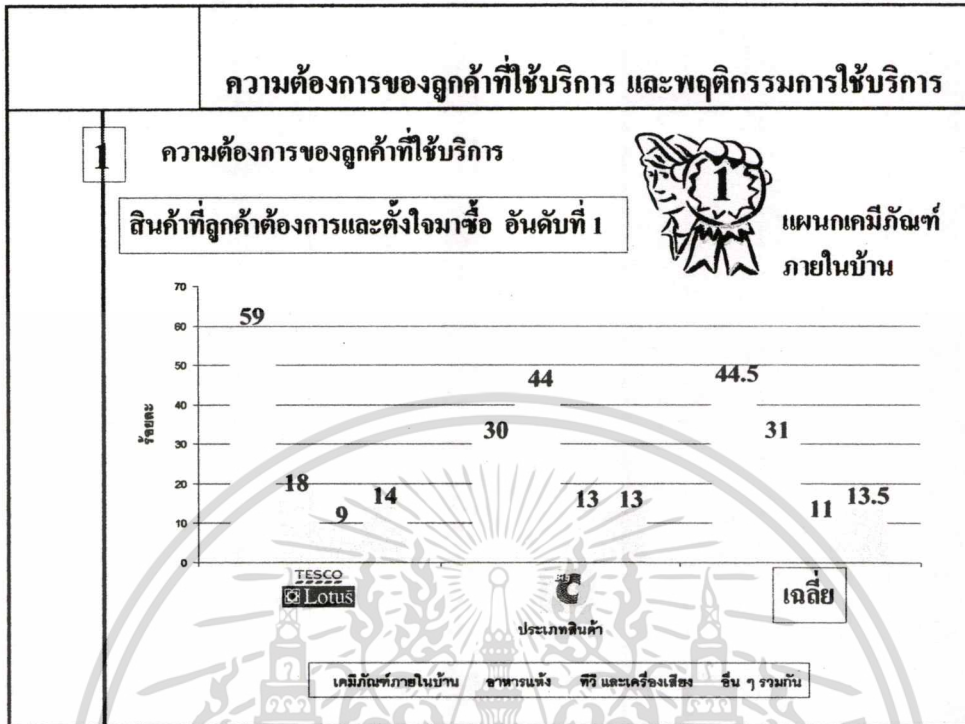 ความต้องการของลูกค้าที่ใช้บริการ และพฤติกรรมการใช้บริการ
1
ความต้องการของลูกค้าที่ใช้บริการ
สินค้าที่ลูกค้าต้องการและตั้งใจมาซื้อ อันดับที่ 1
1
แผนกเคมีภัณฑ์
ภายในบ้าน
70
60
50
40
30
20
10
0
ร้อยละ
59
18
9
14
30
44
13
13
44.5
31
11
13.5
TESCO
Lotus
C
เฉลี่ย
ประเภทสินค้า
เคมีภัณฑ์ภายในบ้าน อาหารแห้ง ทีวี และเครื่องเสียง อื่น ๆ รวมกัน